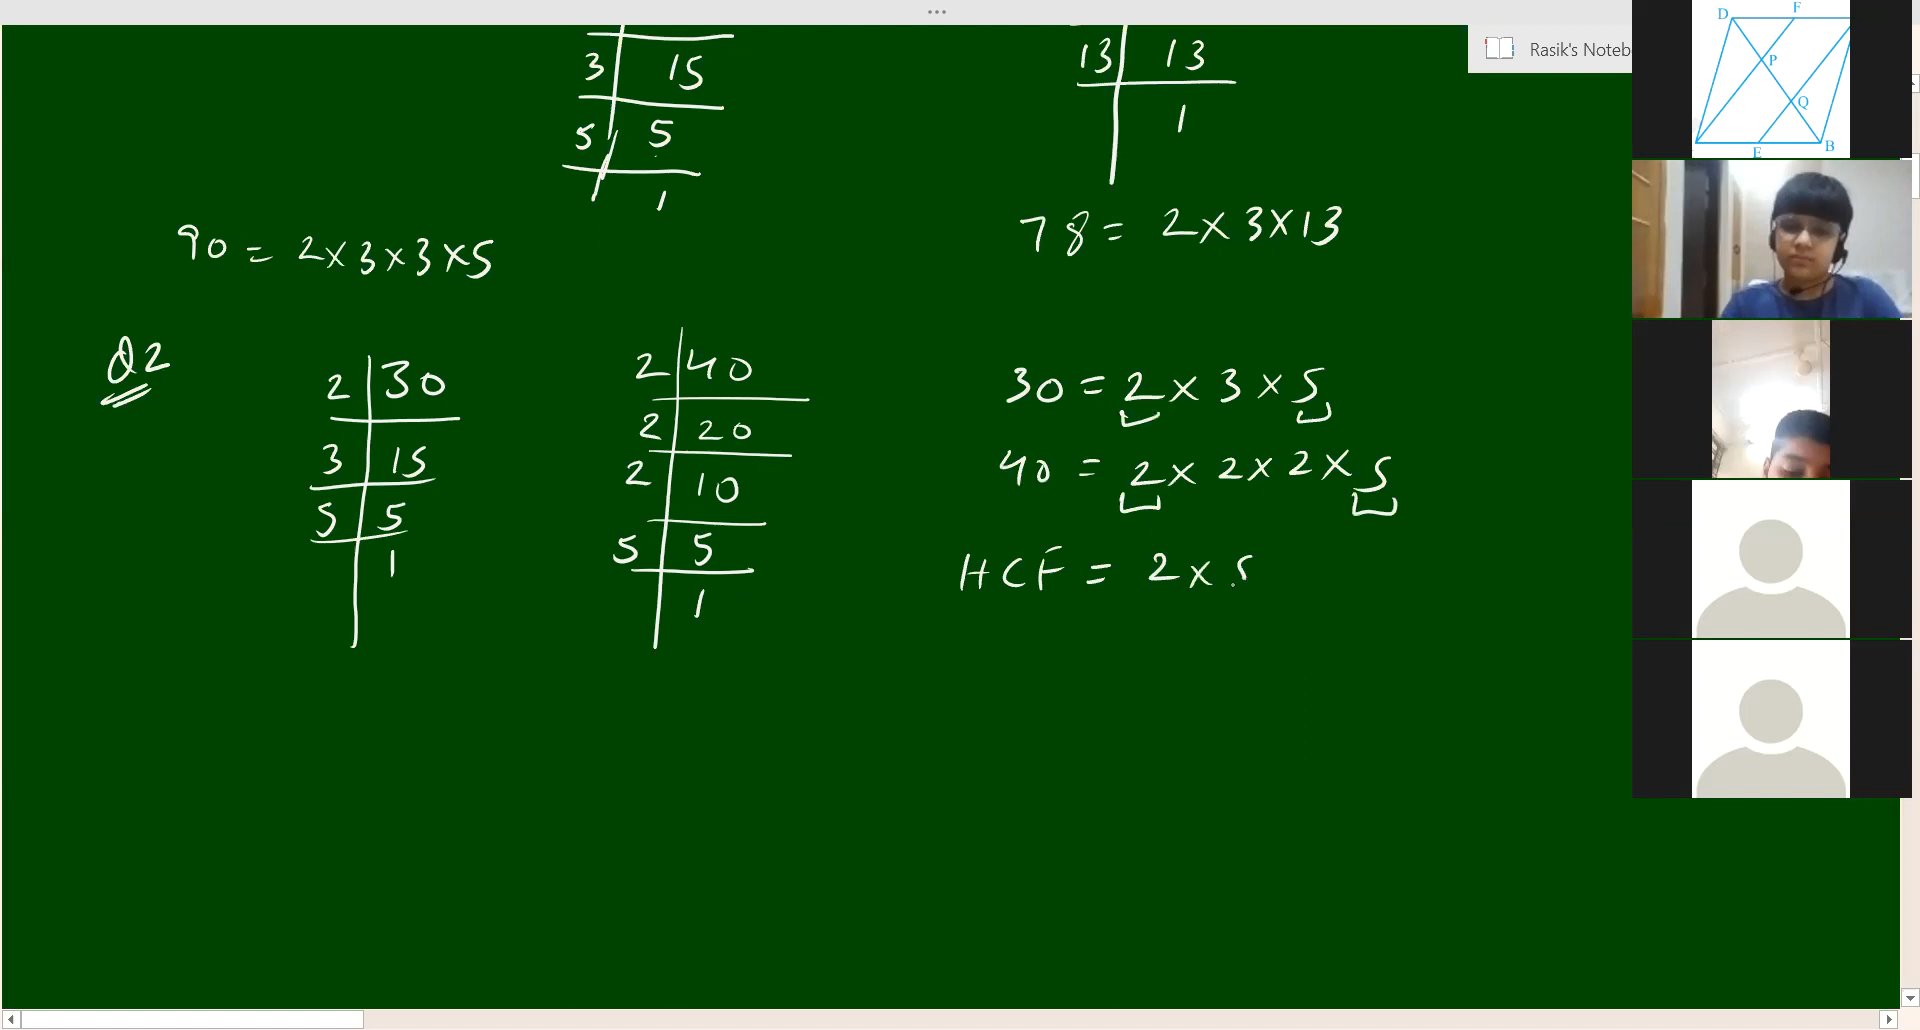 3 15
5 5
1
13 13
1
Rasik's Noteb
D F
P
Q
E B
90 = 2 x 3 x 3 x 5
78 = 2 x 3 x 13
Q2
2 30
3 15
5 5
1
2 40
2 20
2 10
5 5
1
30 = 2 x 3 x 5
40 = 2 x 2 x 2 x 5
HCF = 2 x 5